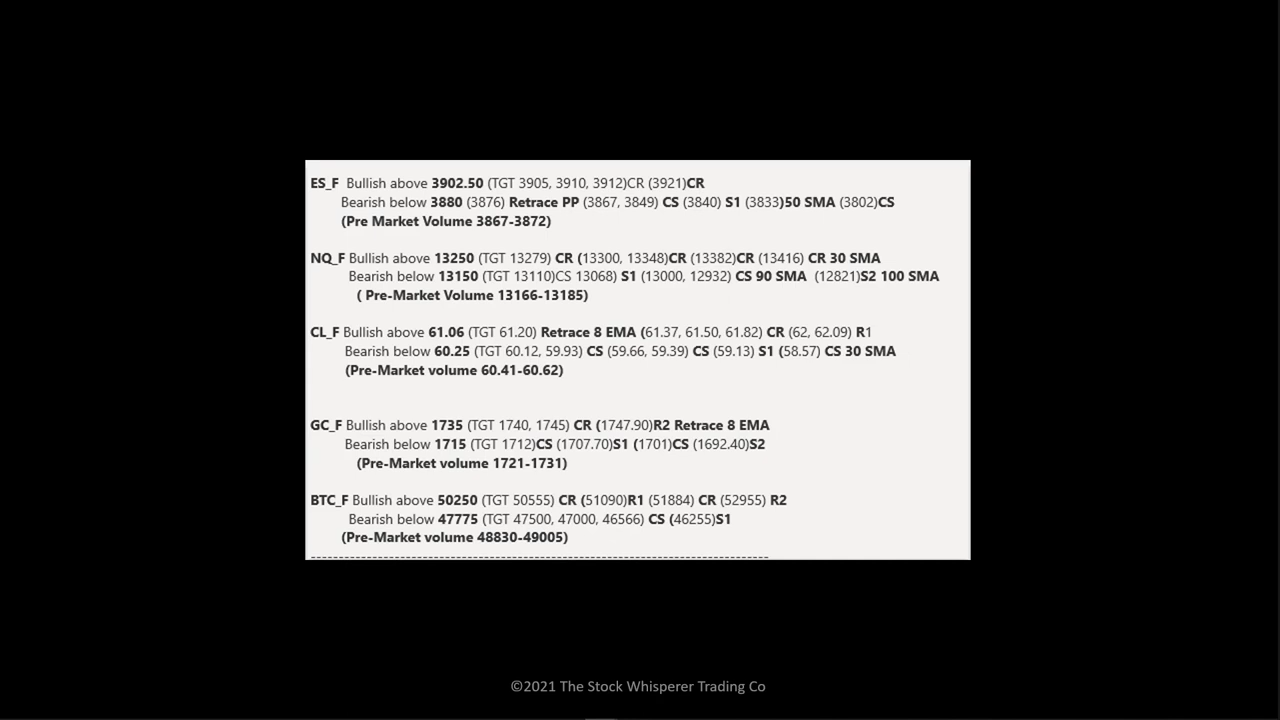 ES_F Bullish above 3902.50 (TGT 3905, 3910, 3912)CR (3921)CR
Bearish below 3880 (3876) Retrace PP (3867, 3849) CS (3840) S1 (3833)50 SMA (3802)CS
(Pre Market Volume 3867-3872)
NQ_F Bullish above 13250 (TGT 13279) CR (13300, 13348)CR (13382)CR (13416) CR 30 SMA
Bearish below 13150 (TGT 13110)CS 13068) S1 (13000, 12932) CS 90 SMA (12821)S2 100 SMA
( Pre-Market Volume 13166-13185)
CL_F Bullish above 61.06 (TGT 61.20) Retrace 8 EMA (61.37, 61.50, 61.82) CR (62, 62.09) R1
Bearish below 60.25 (TGT 60.12, 59.93) CS (59.66, 59.39) CS (59.13) S1 (58.57) CS 30 SMA
(Pre-Market volume 60.41-60.62)
GC_F Bullish above 1735 (TGT 1740, 1745) CR (1747.90)R2 Retrace 8 EMA
Bearish below 1715 (TGT 1712)CS (1707.70)S1 (1701)CS (1692.40)S2
(Pre-Market volume 1721-1731)
BTC_F Bullish above 50250 (TGT 50555) CR (51090)R1 (51884) CR (52955) R2
Bearish below 47775 (TGT 47500, 47000, 46566) CS (46255)S1
(Pre-Market volume 48830-49005)
©2021 The Stock Whisperer Trading Co